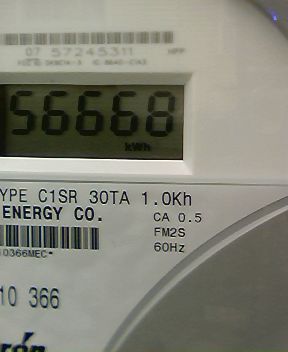 07 57245311
56668
kWh
YPE C1SR 30TA 1.0Kh
ENERGY CO.
CA 0.5
FM2S
60Hz
0366MEC*
10 366
rón